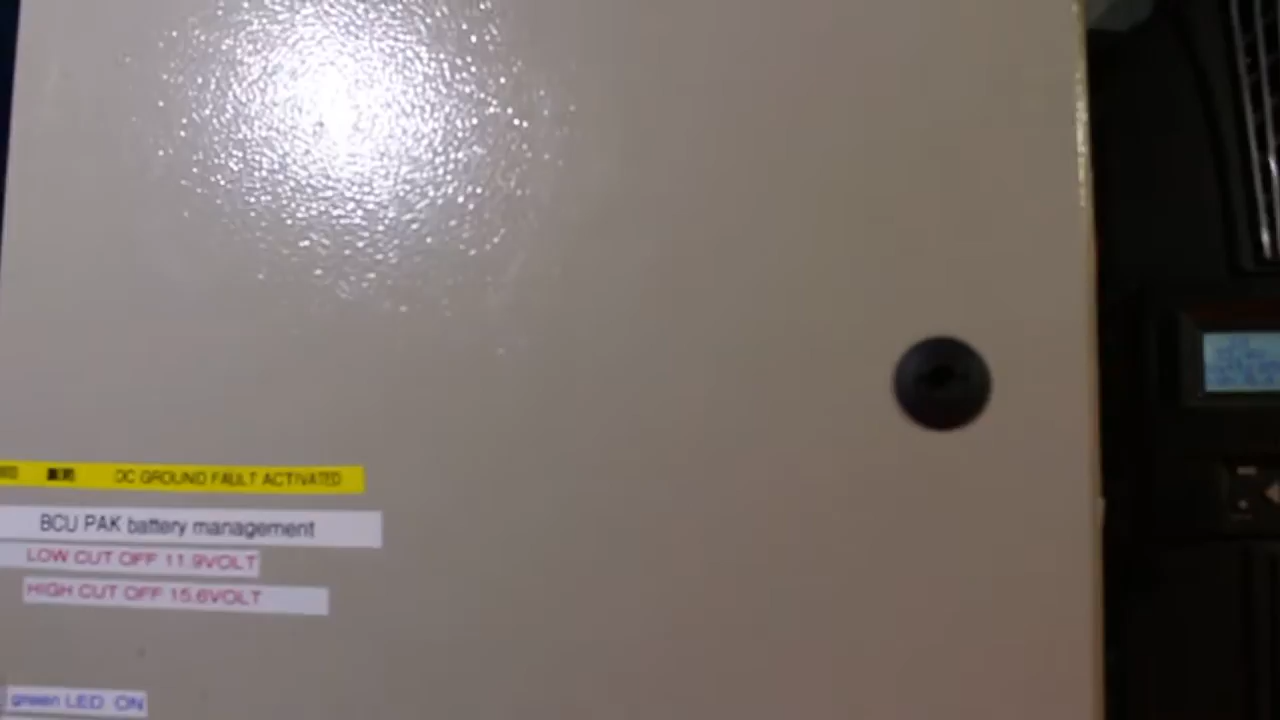 DC GROUND FAULT ACTIVATED
BCU PAK battery management
LOW CUT OFF 11.9VOLT
HIGH CUT OFF 15.6VOLT
green LED ON